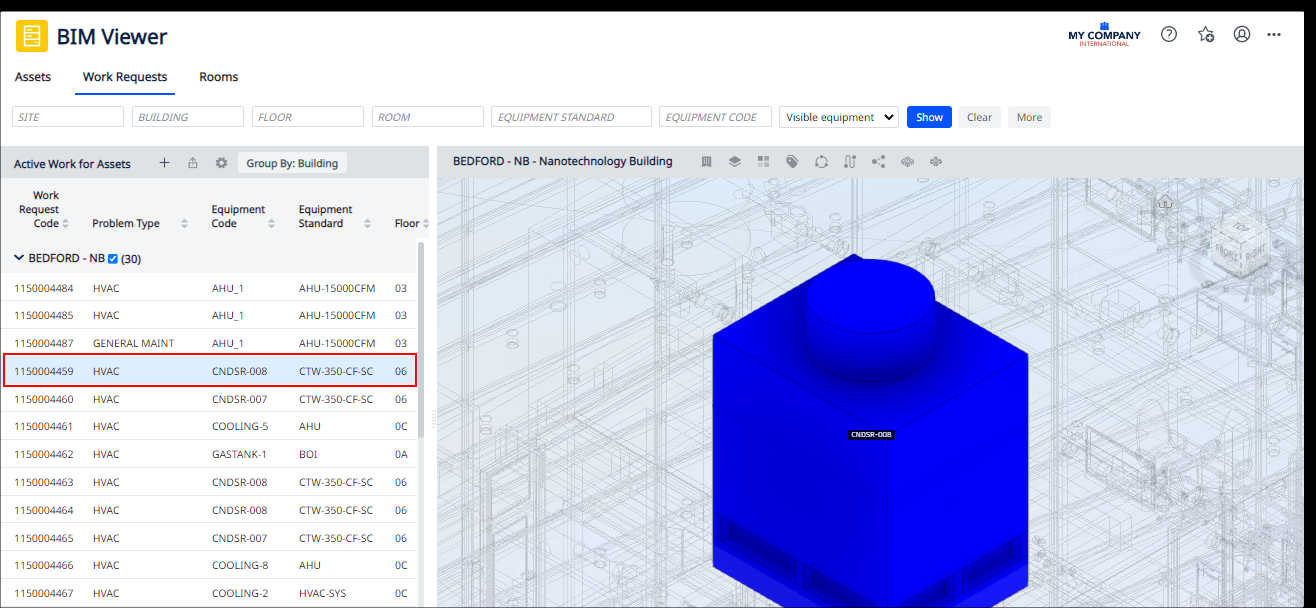 BIM Viewer
MY COMPANY
INTERNATIONAL
Assets Work Requests Rooms
SITE BUILDING FLOOR ROOM EQUIPMENT STANDARD EQUIPMENT CODE Visible equipment Show Clear More
Active Work for Assets Group By: Building
BEDFORD - NB - Nanotechnology Building
Work
Request
Code Problem Type Equipment
Code Equipment
Standard Floor
BEDFORD - NB (30)
1150004484 HVAC AHU_1 AHU-15000CFM 03
1150004485 HVAC AHU_1 AHU-15000CFM 03
1150004487 GENERAL MAINT AHU_1 AHU-15000CFM 03
1150004459 HVAC CNDSR-008 CTW-350-CF-SC 06
1150004460 HVAC CNDSR-007 CTW-350-CF-SC 06
1150004461 HVAC COOLING-5 AHU 0C
1150004462 HVAC GASTANK-1 BOI 0A
1150004463 HVAC CNDSR-008 CTW-350-CF-SC 06
1150004464 HVAC CNDSR-008 CTW-350-CF-SC 06
1150004465 HVAC CNDSR-007 CTW-350-CF-SC 06
1150004466 HVAC COOLING-8 AHU 0C
1150004467 HVAC COOLING-2 HVAC-SYS 0C
CNDSR-008
FRONT